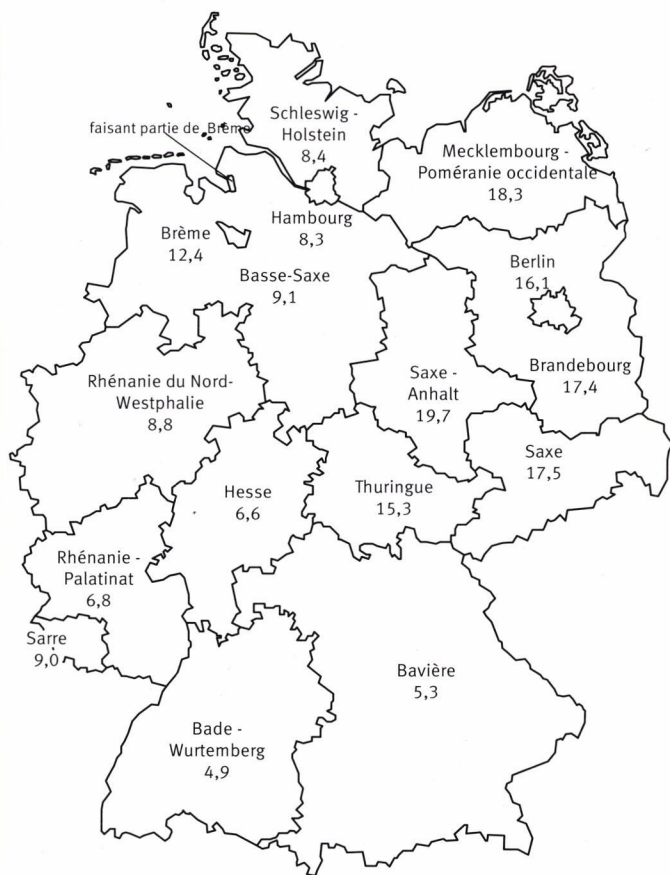 Schleswig -
Holstein
8,4
faisant partie de Brême
Mecklembourg -
Poméranie occidentale
18,3
Hambourg
8,3
Brême
12,4
Basse-Saxe
9,1
Berlin
16,1
Brandebourg
17,4
Rhénanie du Nord-
Westphalie
8,8
Saxe -
Anhalt
19,7
Saxe
17,5
Hesse
6,6
Thuringue
15,3
Rhénanie -
Palatinat
6,8
Sarre
9,0
Bavière
5,3
Bade -
Wurtemberg
4,9